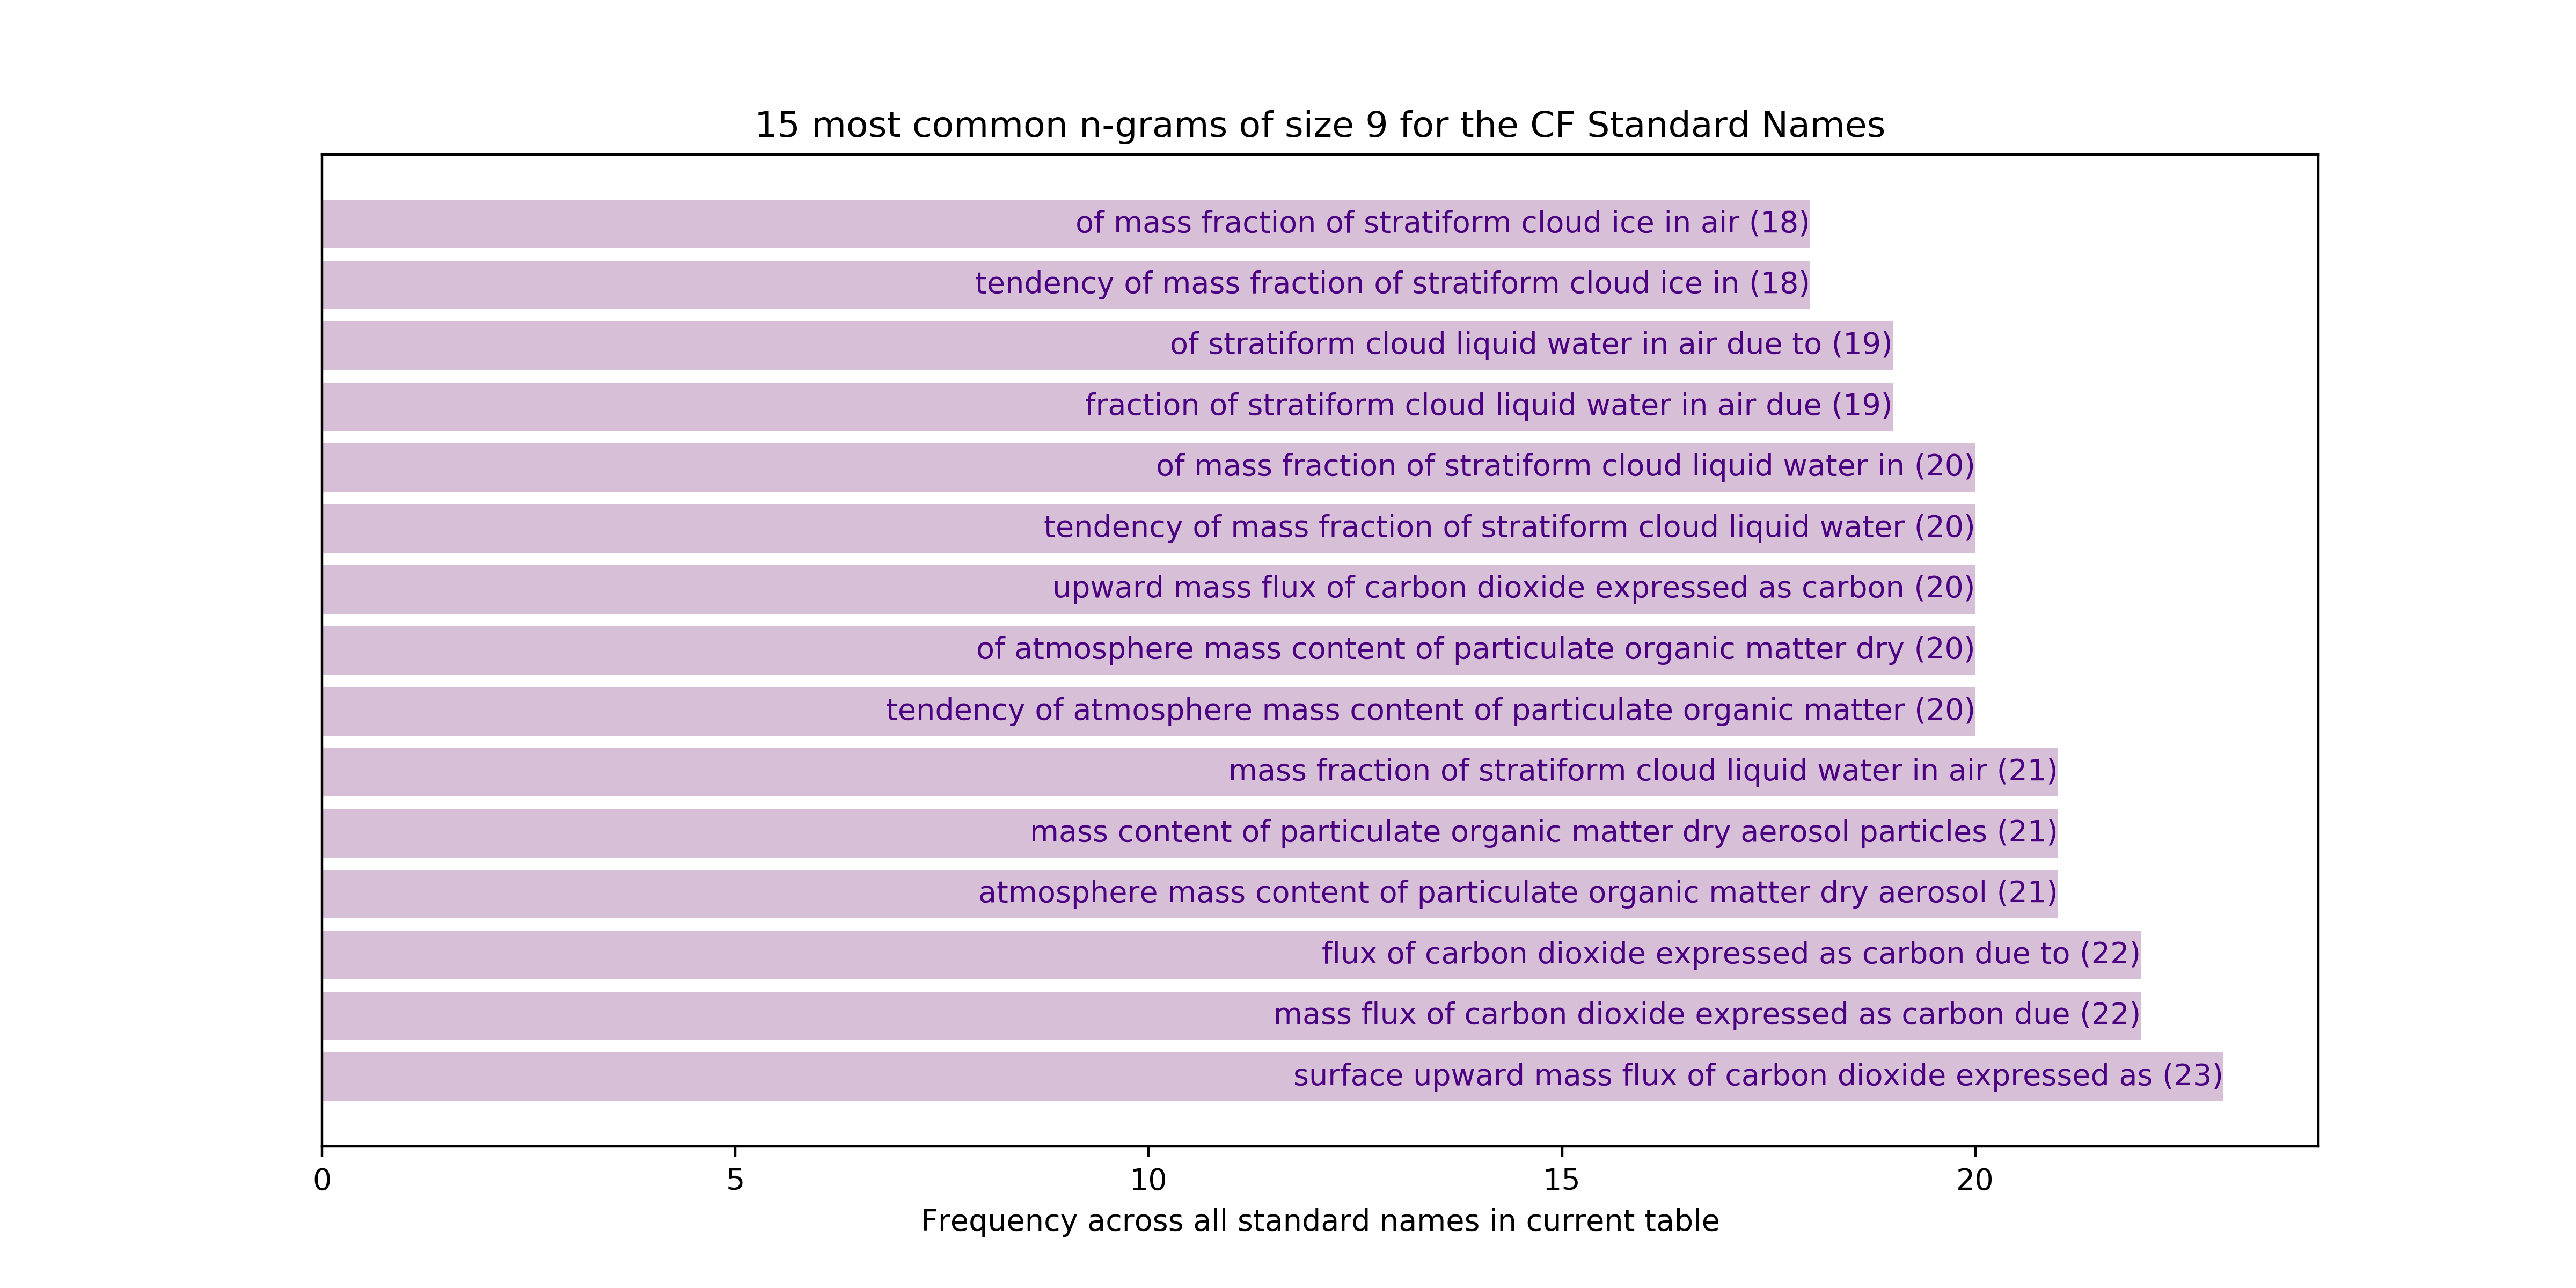 15 most common n-grams of size 9 for the CF Standard Names
of mass fraction of stratiform cloud ice in air (18)
tendency of mass fraction of stratiform cloud ice in (18)
of stratiform cloud liquid water in air due to (19)
fraction of stratiform cloud liquid water in air due (19)
of mass fraction of stratiform cloud liquid water in (20)
tendency of mass fraction of stratiform cloud liquid water (20)
upward mass flux of carbon dioxide expressed as carbon (20)
of atmosphere mass content of particulate organic matter dry (20)
tendency of atmosphere mass content of particulate organic matter (20)
mass fraction of stratiform cloud liquid water in air (21)
mass content of particulate organic matter dry aerosol particles (21)
atmosphere mass content of particulate organic matter dry aerosol (21)
flux of carbon dioxide expressed as carbon due to (22)
mass flux of carbon dioxide expressed as carbon due (22)
surface upward mass flux of carbon dioxide expressed as (23)
0 5 10 15 20
Frequency across all standard names in current table